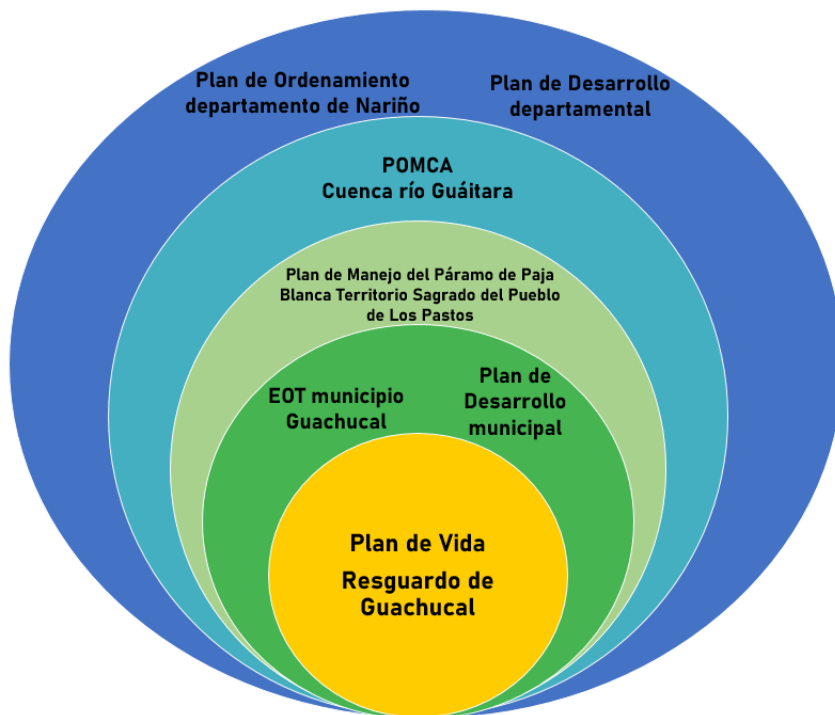 Plan de Ordenamiento
departamento de Nariño
Plan de Desarrollo
departamental
POMCA
Cuenca río Guáitara
Plan de Manejo del Páramo de Paja
Blanca Territorio Sagrado del Pueblo
de Los Pastos
EOT municipio
Guachucal
Plan de
Desarrollo
municipal
Plan de Vida
Resguardo de
Guachucal